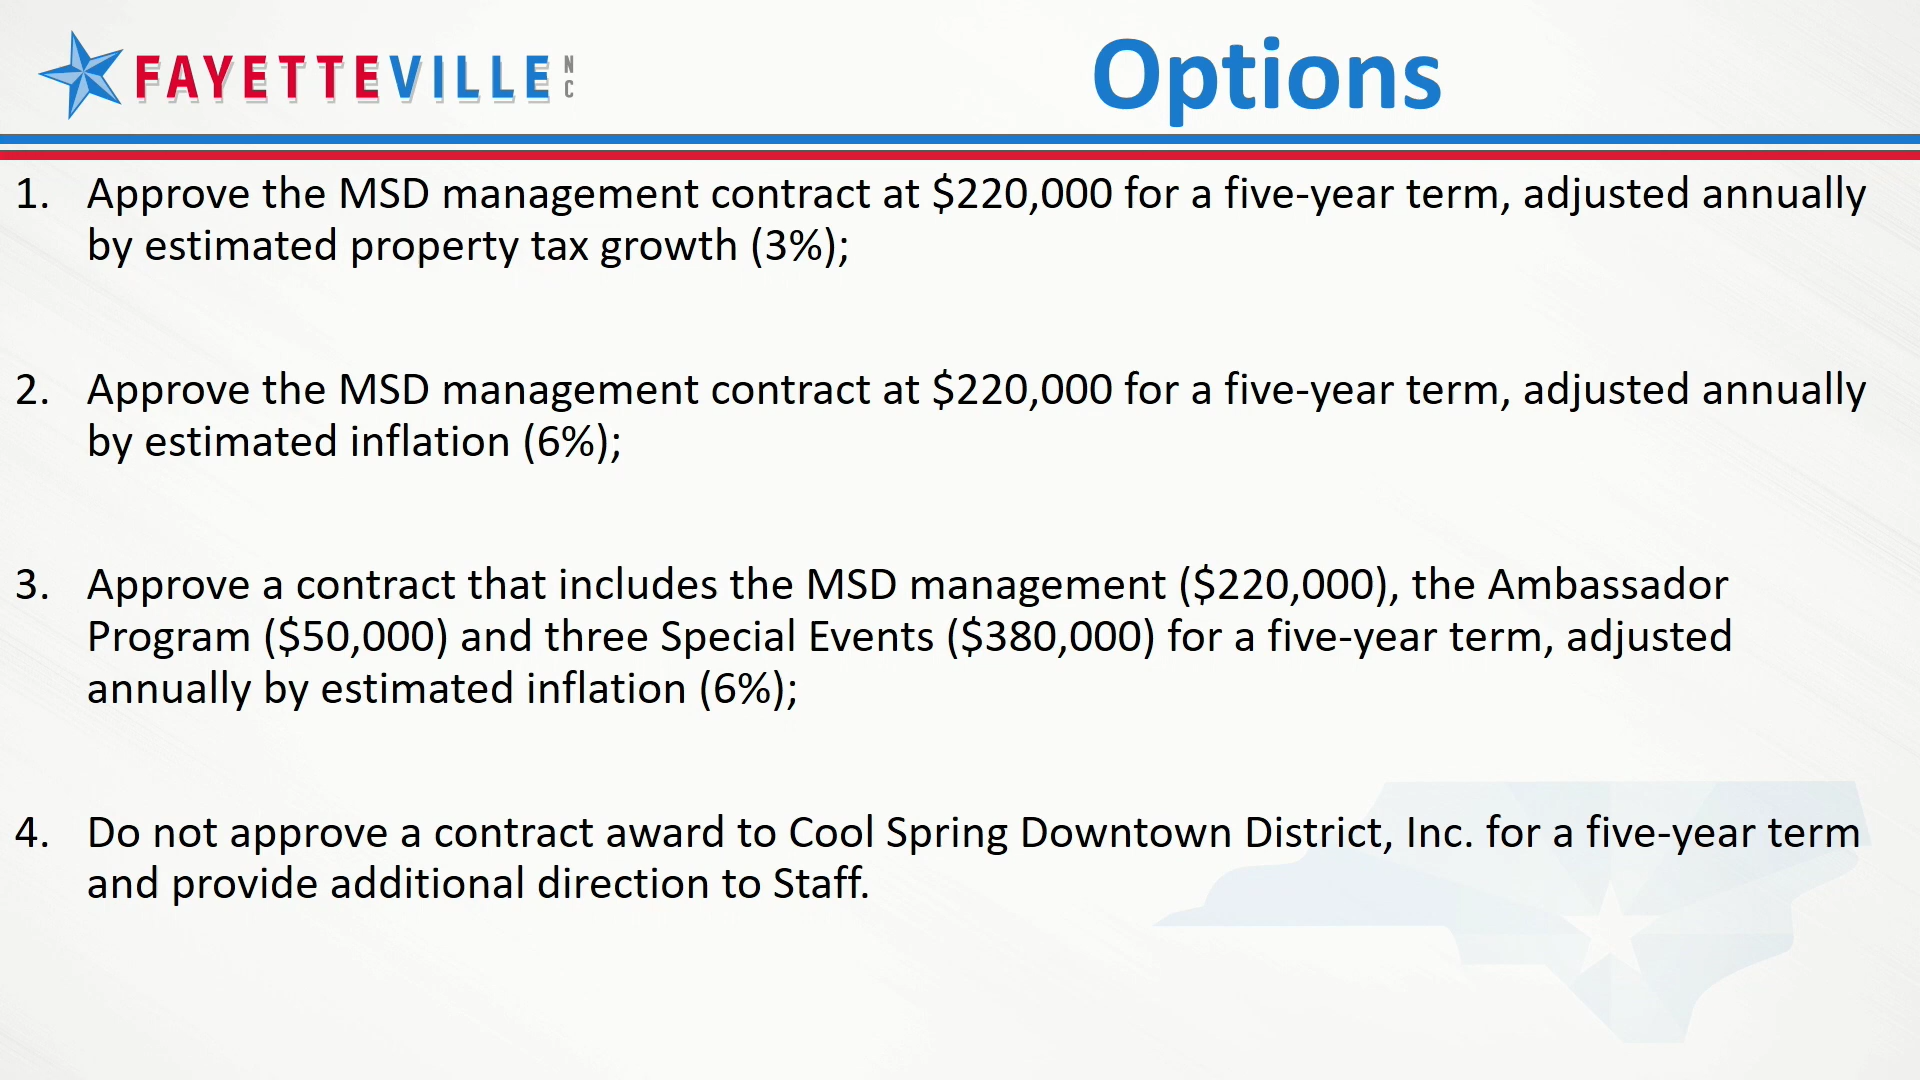 FAYETTEVILLE NC
Options
1. Approve the MSD management contract at $220,000 for a five-year term, adjusted annually
by estimated property tax growth (3%);
2. Approve the MSD management contract at $220,000 for a five-year term, adjusted annually
by estimated inflation (6%);
3. Approve a contract that includes the MSD management ($220,000), the Ambassador
Program ($50,000) and three Special Events ($380,000) for a five-year term, adjusted
annually by estimated inflation (6%);
4. Do not approve a contract award to Cool Spring Downtown District, Inc. for a five-year term
and provide additional direction to Staff.